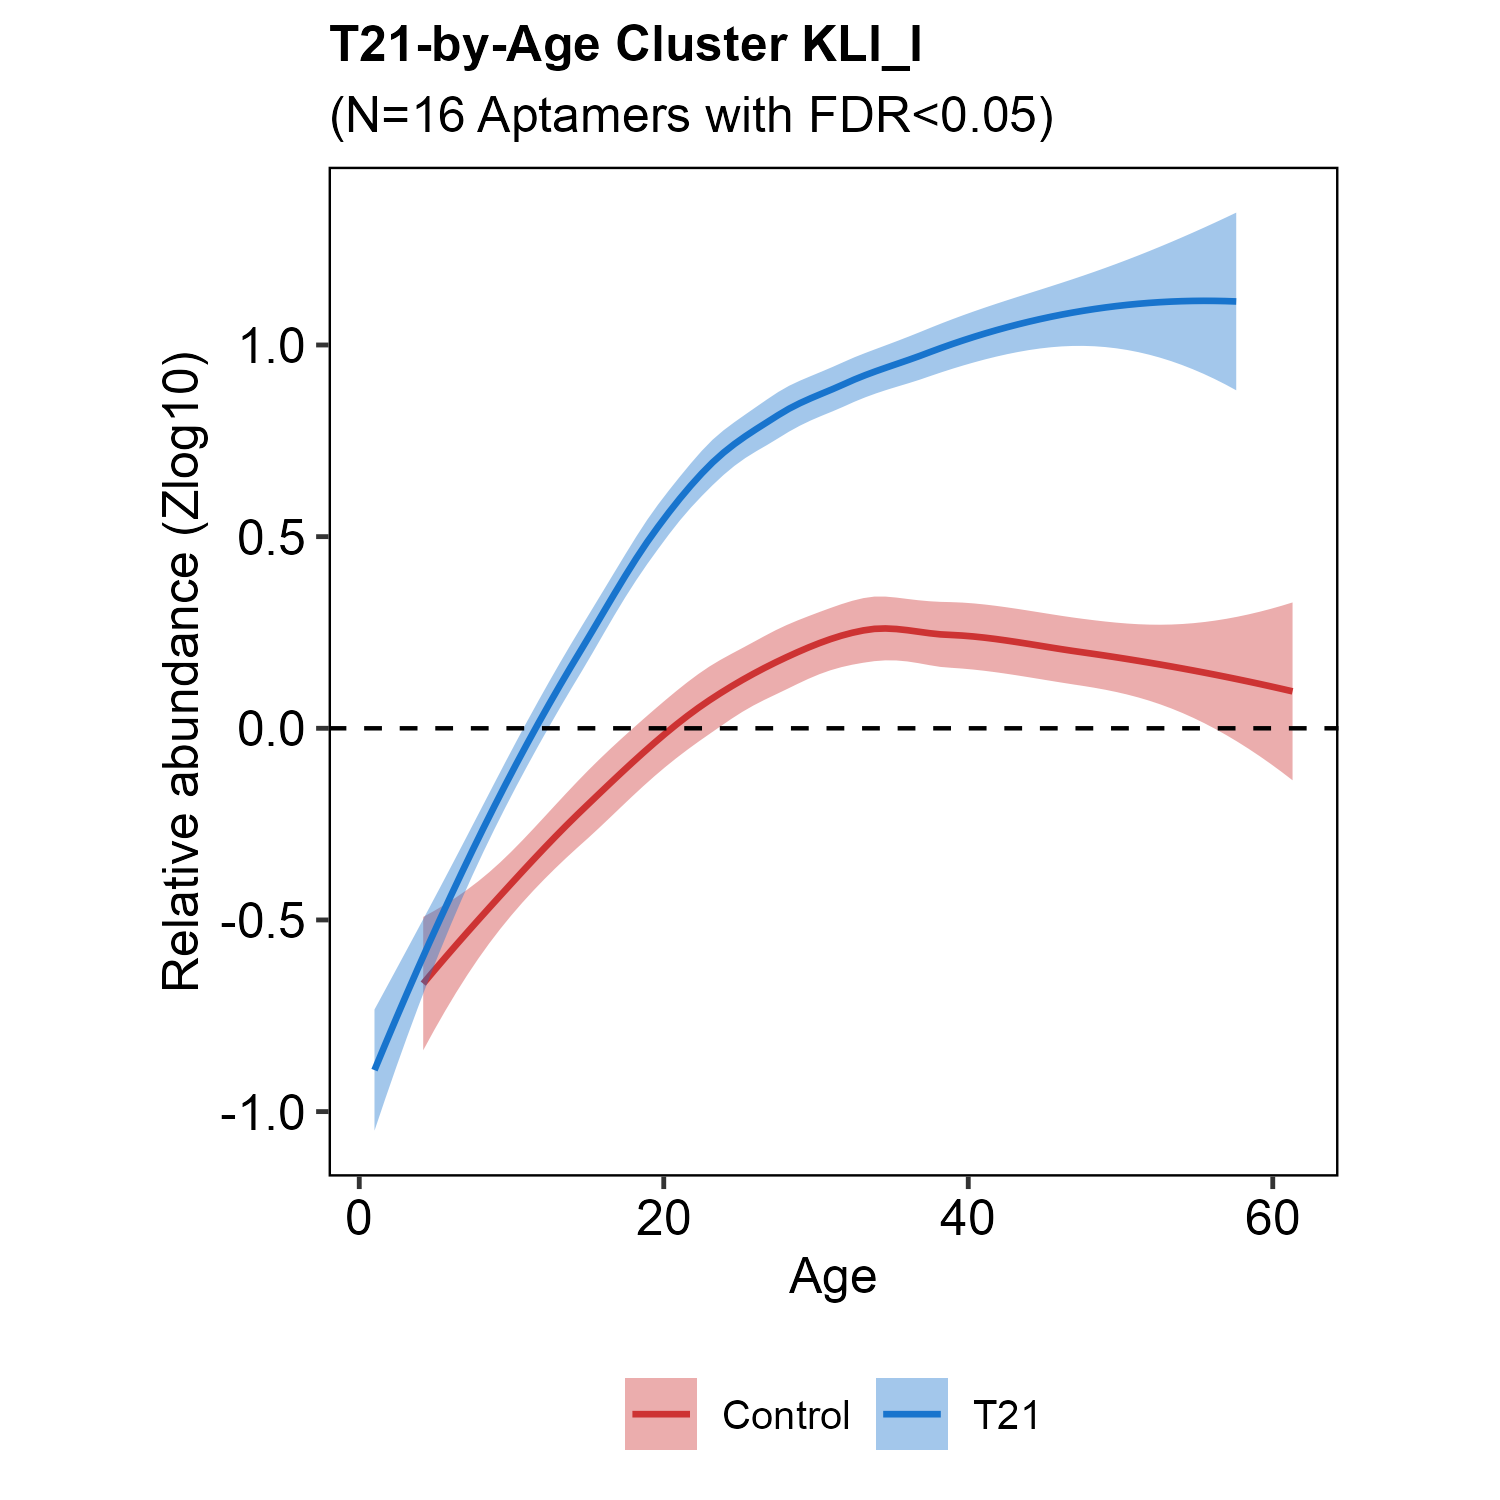 T21-by-Age Cluster KLI_I
(N=16 Aptamers with FDR<0.05)
Relative abundance (Zlog10)
1.0
0.5
0.0
-0.5
-1.0
0 20 40 60
Age
Control T21